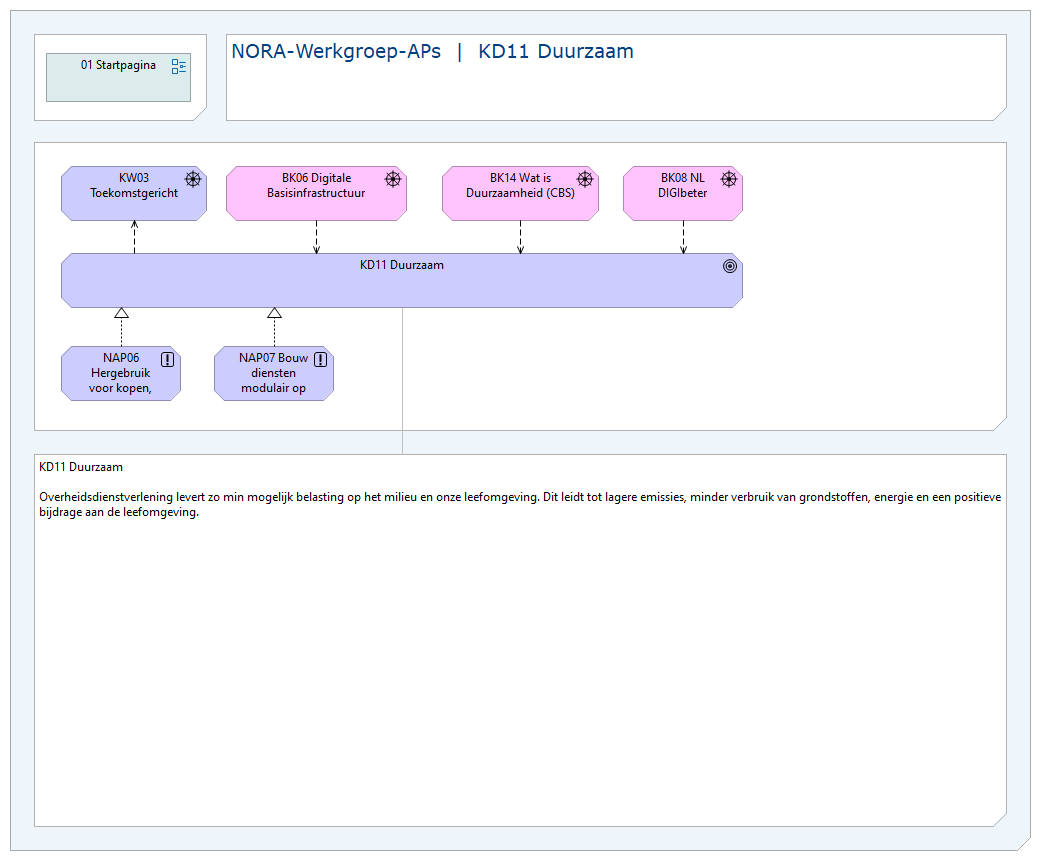 01 Startpagina
NORA-Werkgroep-APs | KD11 Duurzaam
KW03
Toekomstgericht
BK06 Digitale
Basisinfrastructuur
BK14 Wat is
Duurzaamheid (CBS)
BK08 NL
DIGIbeter
KD11 Duurzaam
NAP06
Hergebruik
voor kopen,
NAP07 Bouw
diensten
modulair op
KD11 Duurzaam
Overheidsdienstverlening levert zo min mogelijk belasting op het milieu en onze leefomgeving. Dit leidt tot lagere emissies, minder verbruik van grondstoffen, energie en een positieve
bijdrage aan de leefomgeving.